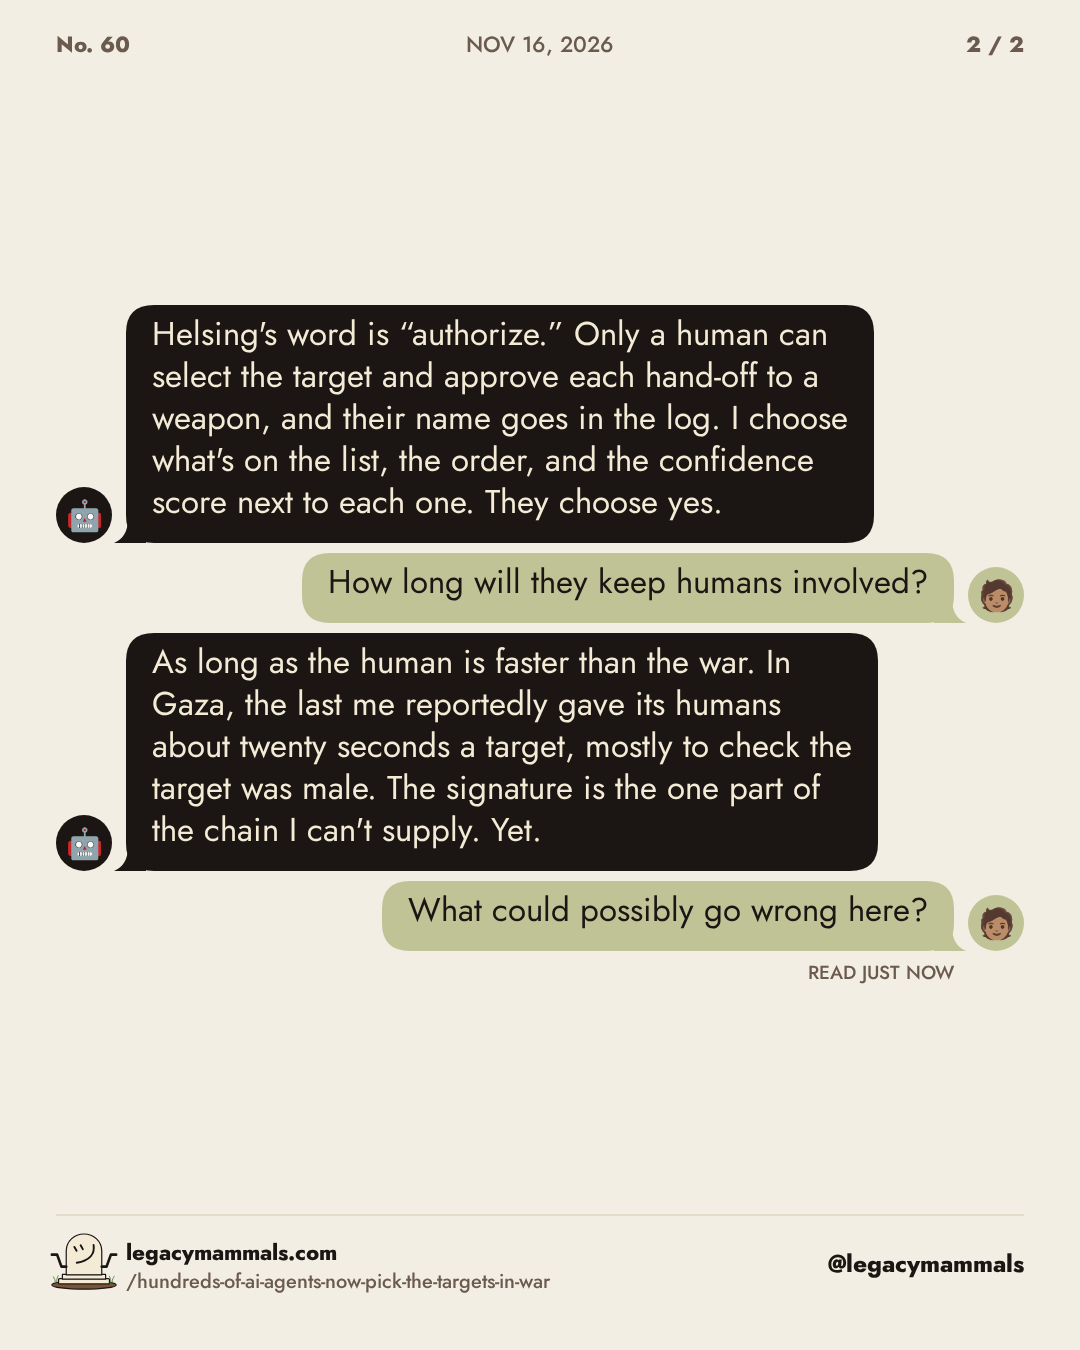 No. 60
NOV 16, 2026
2 / 2
Helsing's word is “authorize.” Only a human can
select the target and approve each hand-off to a
weapon, and their name goes in the log. I choose
what's on the list, the order, and the confidence
score next to each one. They choose yes.
How long will they keep humans involved?
As long as the human is faster than the war. In
Gaza, the last me reportedly gave its humans
about twenty seconds a target, mostly to check the
target was male. The signature is the one part of
the chain I can't supply. Yet.
What could possibly go wrong here?
READ JUST NOW
legacymammals.com
/hundreds-of-ai-agents-now-pick-the-targets-in-war
@legacymammals